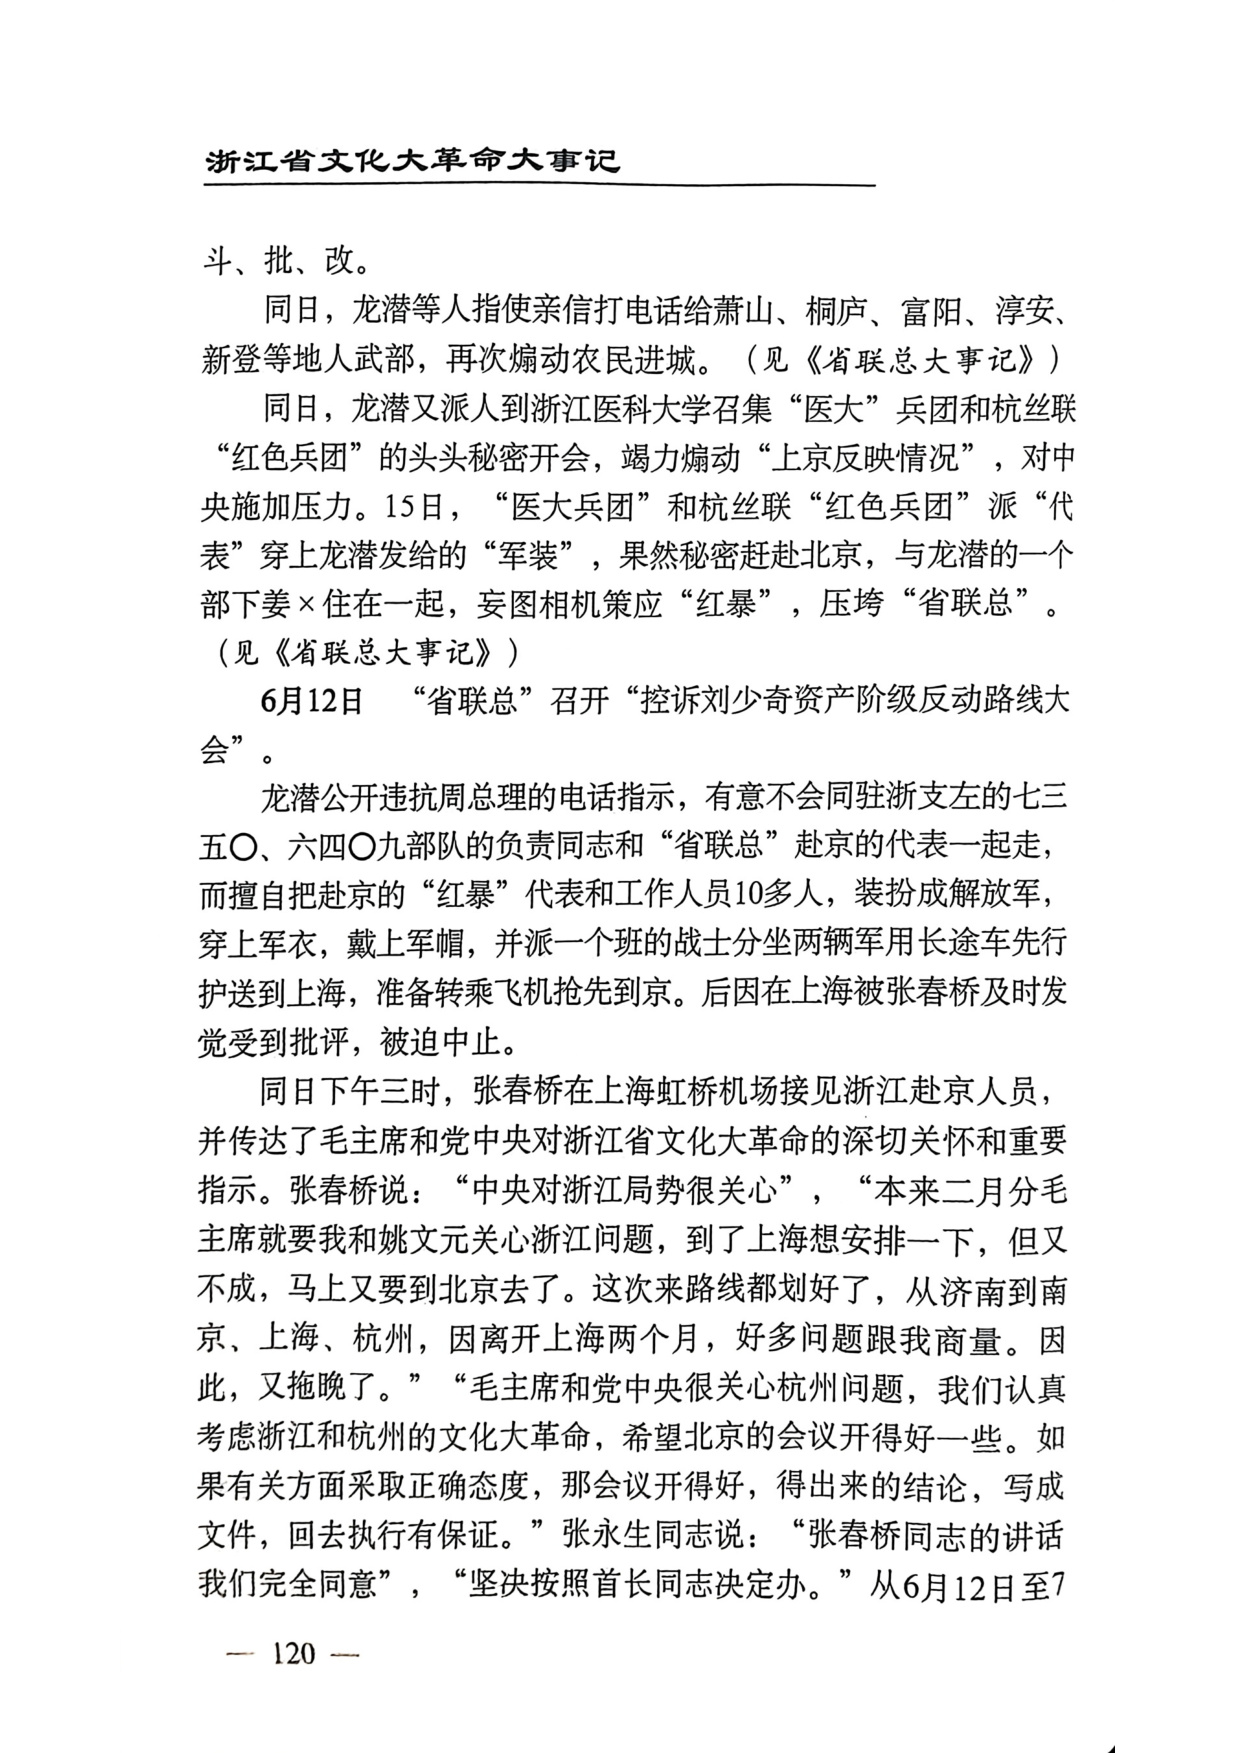 浙江省文化大革命大事记
斗、批、改。
同日，龙潜等人指使亲信打电话给萧山、桐庐、富阳、淳安、
新登等地人武部，再次煽动农民进城。（见《省联总大事记》）
同日，龙潜又派人到浙江医科大学召集“医大”兵团和杭丝联
“红色兵团”的头头秘密开会，竭力煽动“上京反映情况”，对中
央施加压力。15日，“医大兵团”和杭丝联“红色兵团”派“代
表”穿上龙潜发给的“军装”，果然秘密赶赴北京，与龙潜的一个
部下姜×住在一起，妄图相机策应“红暴”，压垮“省联总”。
（见《省联总大事记》）
6月12日　“省联总”召开“控诉刘少奇资产阶级反动路线大
会”。
龙潜公开违抗周总理的电话指示，有意不会同驻浙支左的七三
五〇、六四〇九部队的负责同志和“省联总”赴京的代表一起走，
而擅自把赴京的“红暴”代表和工作人员10多人，装扮成解放军，
穿上军衣，戴上军帽，并派一个班的战士分坐两辆军用长途车先行
护送到上海，准备转乘飞机抢先到京。后因在上海被张春桥及时发
觉受到批评，被迫中止。
同日下午三时，张春桥在上海虹桥机场接见浙江赴京人员，
并传达了毛主席和党中央对浙江省文化大革命的深切关怀和重要
指示。张春桥说：“中央对浙江局势很关心”，“本来二月分毛
主席就要我和姚文元关心浙江问题，到了上海想安排一下，但又
不成，马上又要到北京去了。这次来路线都划好了，从济南到南
京、上海、杭州，因离开上海两个月，好多问题跟我商量。因
此，又拖晚了。”“毛主席和党中央很关心杭州问题，我们认真
考虑浙江和杭州的文化大革命，希望北京的会议开得好一些。如
果有关方面采取正确态度，那会议开得好，得出来的结论，写成
文件，回去执行有保证。”张永生同志说：“张春桥同志的讲话
我们完全同意”，“坚决按照首长同志决定办。”从6月12日至7
— 120 —